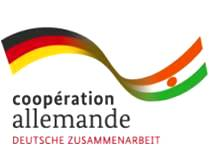 coopération
allemande
DEUTSCHE ZUSAMMENARBEIT